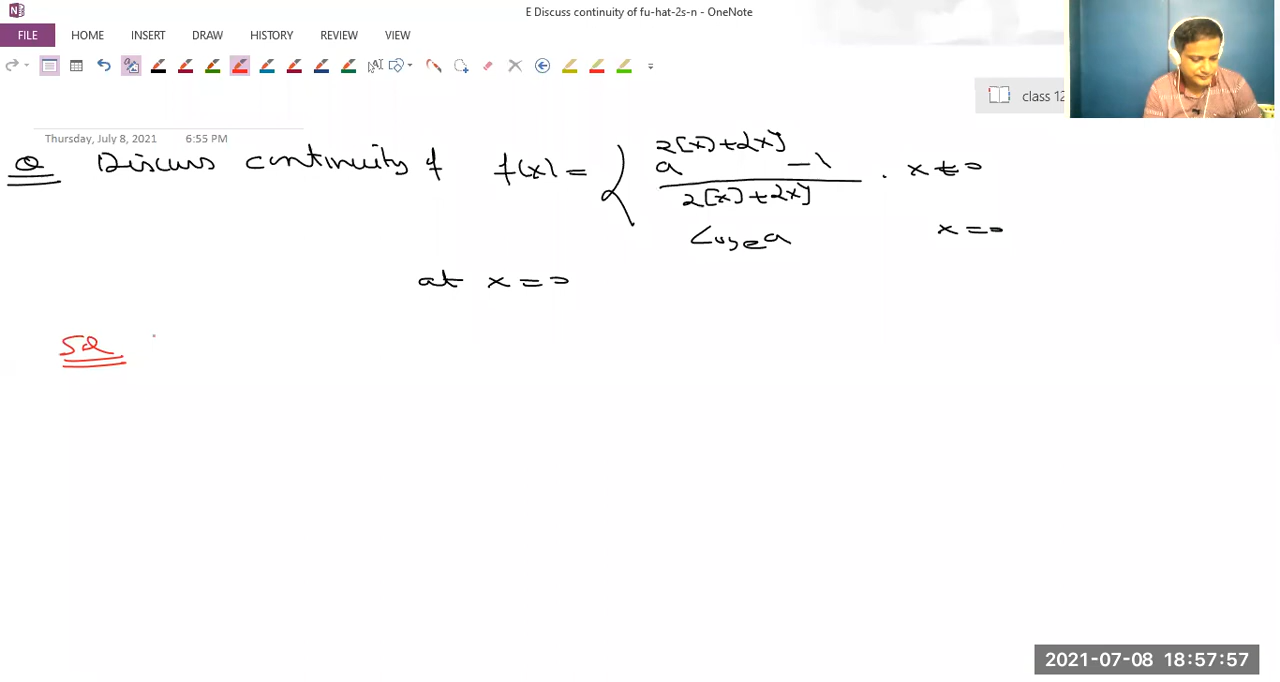 E Discuss continuity of fu-hat-2s-n - OneNote
FILE HOME INSERT DRAW HISTORY REVIEW VIEW
class 12
Thursday, July 8, 2021 6:55 PM
Q Discuss continuity of f(x) = { (a^(2[x]+{2x}) - 1) / (2[x]+{2x}) . x ≠ 0
Log_e a x = 0
at x = 0
Sol
2021-07-08 18:57:57